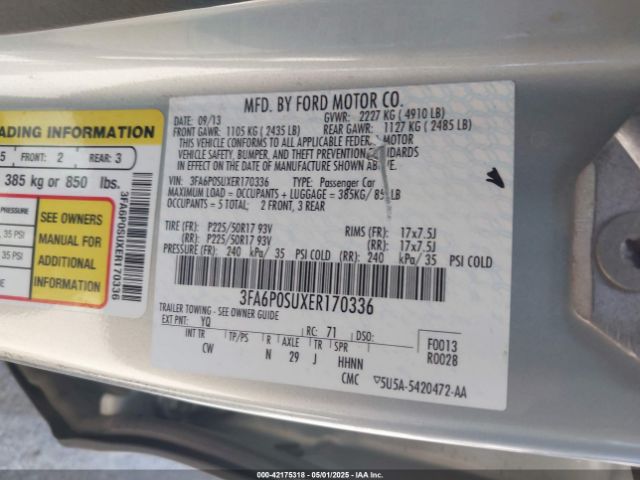 ADING INFORMATION
5 FRONT: 2 REAR: 3
385 kg or 850 lbs.
PRESSURE
35 PSI
35 PSI
SEE OWNERS
MANUAL FOR
ADDITIONAL
INFORMATION
3FA6P0SUXER170336
MFD. BY FORD MOTOR CO.
DATE: 09/13 GVWR: 2227 KG (4910 LB)
FRONT GAWR: 1105 KG (2435 LB) REAR GAWR: 1127 KG (2485 LB)
THIS VEHICLE CONFORMS TO ALL APPLICABLE FEDERAL MOTOR
VEHICLE SAFETY, BUMPER, AND THEFT PREVENTION STANDARDS
IN EFFECT ON THE DATE OF MANUFACTURE SHOWN ABOVE.
VIN: 3FA6P0SUXER170336 TYPE: Passenger Car
MAXIMUM LOAD = OCCUPANTS + LUGGAGE = 385KG/ 85 LB
OCCUPANTS = 5 TOTAL; 2 FRONT, 3 REAR
TIRE (FR): P225/50R17 93V RIMS (FR): 17x7.5J
(RR): P225/50R17 93V (RR): 17x7.5J
PRESSURE (FR): 240 kPa/ 35 PSI COLD (RR): 240 kPa/ 35 PSI COLD
3FA6P0SUXER170336
TRAILER TOWING - SEE OWNER GUIDE
EXT PNT: YQ RC: 71 DSO: F0013
INT TR TP/PS R AXLE TR SPR R0028
CW N 29 J HHNN
CMC 5U5A-5420472-AA
000-42175318 - 05/01/2025 - IAAI.COM